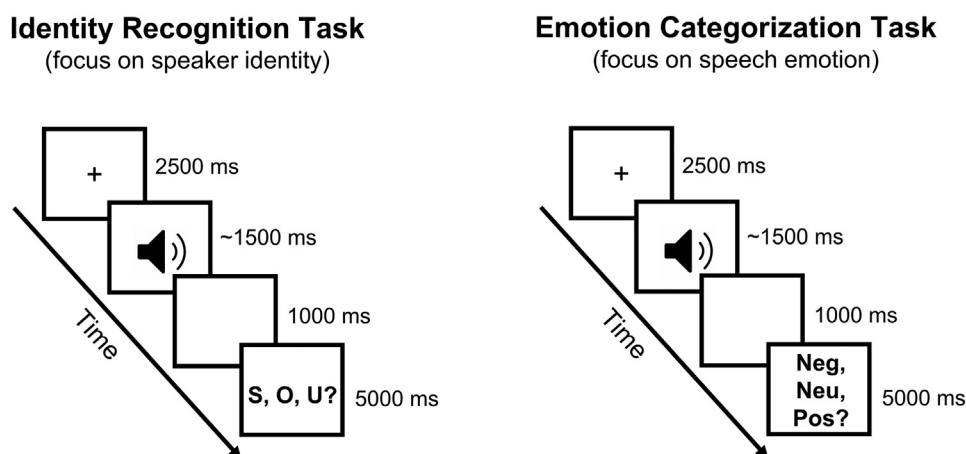 Identity Recognition Task
(focus on speaker identity)
+
2500 ms
~1500 ms
1000 ms
S, O, U?
5000 ms
Time
Emotion Categorization Task
(focus on speech emotion)
+
2500 ms
~1500 ms
1000 ms
Neg,
Neu,
Pos?
5000 ms
Time